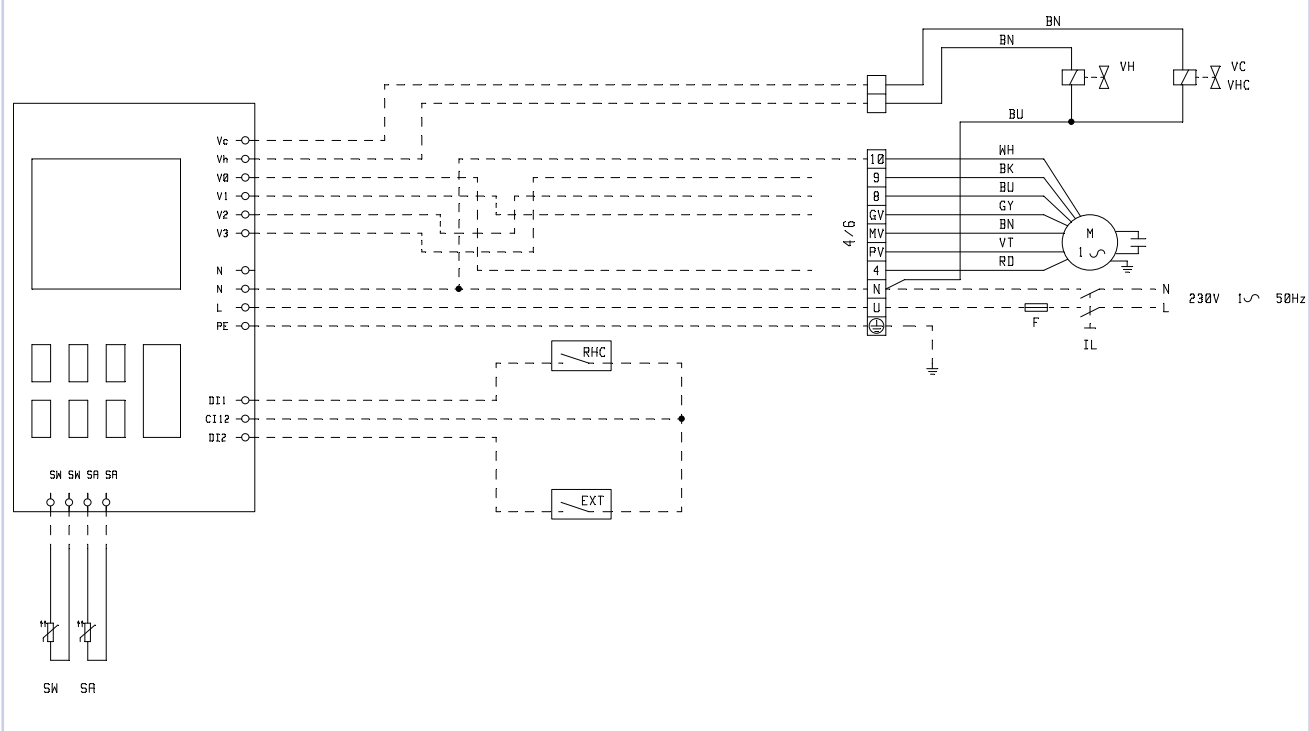 BN
BN
VH
VC
VHC
BU
Vc
Vh
V0
V1
V2
V3
N
N
L
PE
4/6
10
9
8
GV
MV
PV
4
N
U
WH
BK
BU
GY
BN
VT
RD
M
1
N
L
230V 1 50Hz
F
IL
RHC
DI1
CI12
DI2
EXT
SW SW SA SA
SW SA